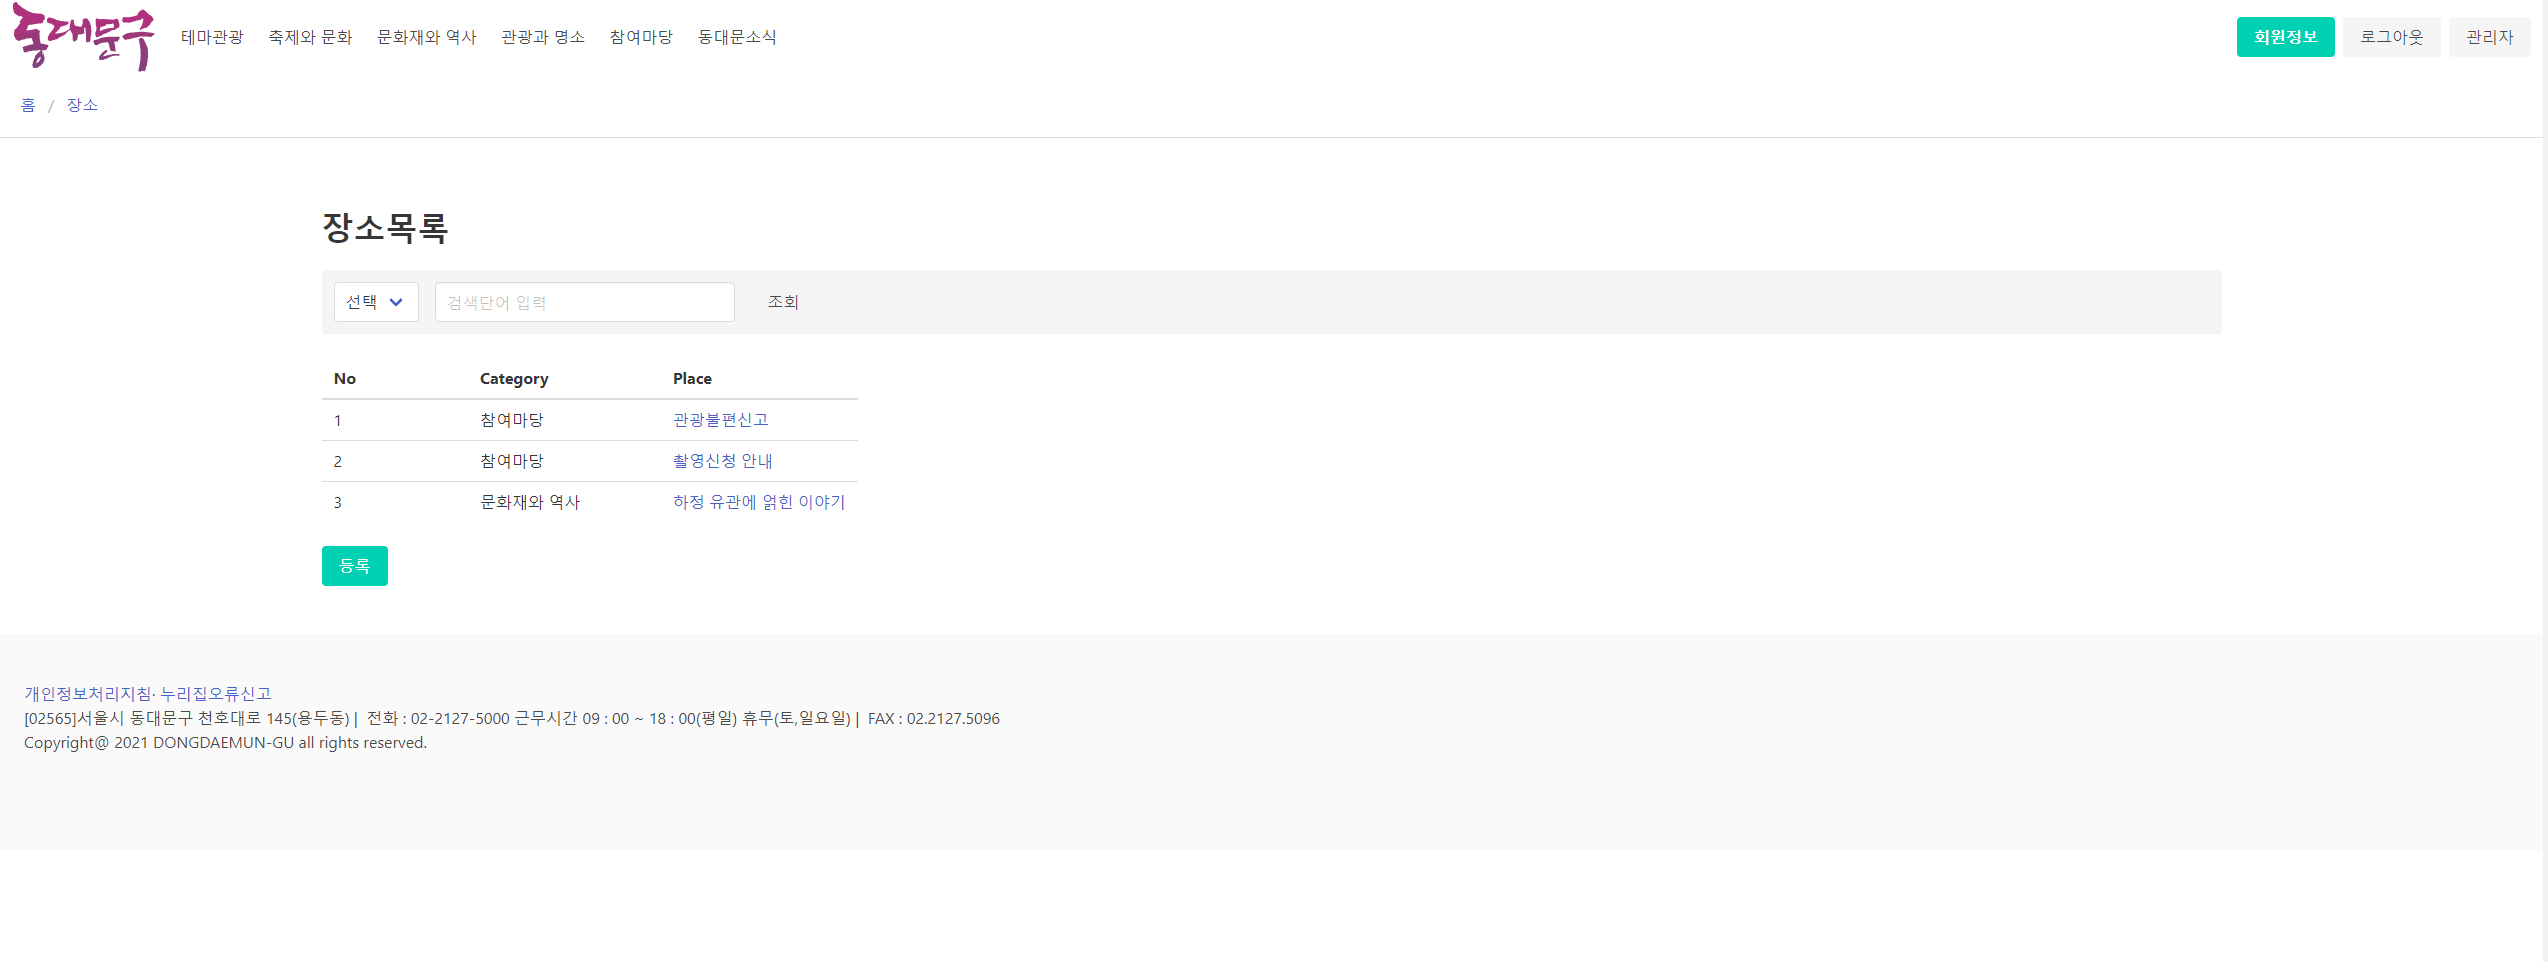 동대문구 테마관광 축제와 문화 문화재와 역사 관광과 명소 참여마당 동대문소식 회원정보 로그아웃 관리자
홈 / 장소
장소목록
선택 검색단어 입력 조회
No Category Place
1 참여마당 관광불편신고
2 참여마당 촬영신청 안내
3 문화재와 역사 하정 유관에 얽힌 이야기
등록
개인정보처리지침· 누리집오류신고
[02565]서울시 동대문구 천호대로 145(용두동) | 전화 : 02-2127-5000 근무시간 09 : 00 ~ 18 : 00(평일) 휴무(토,일요일) | FAX : 02.2127.5096
Copyright@ 2021 DONGDAEMUN-GU all rights reserved.